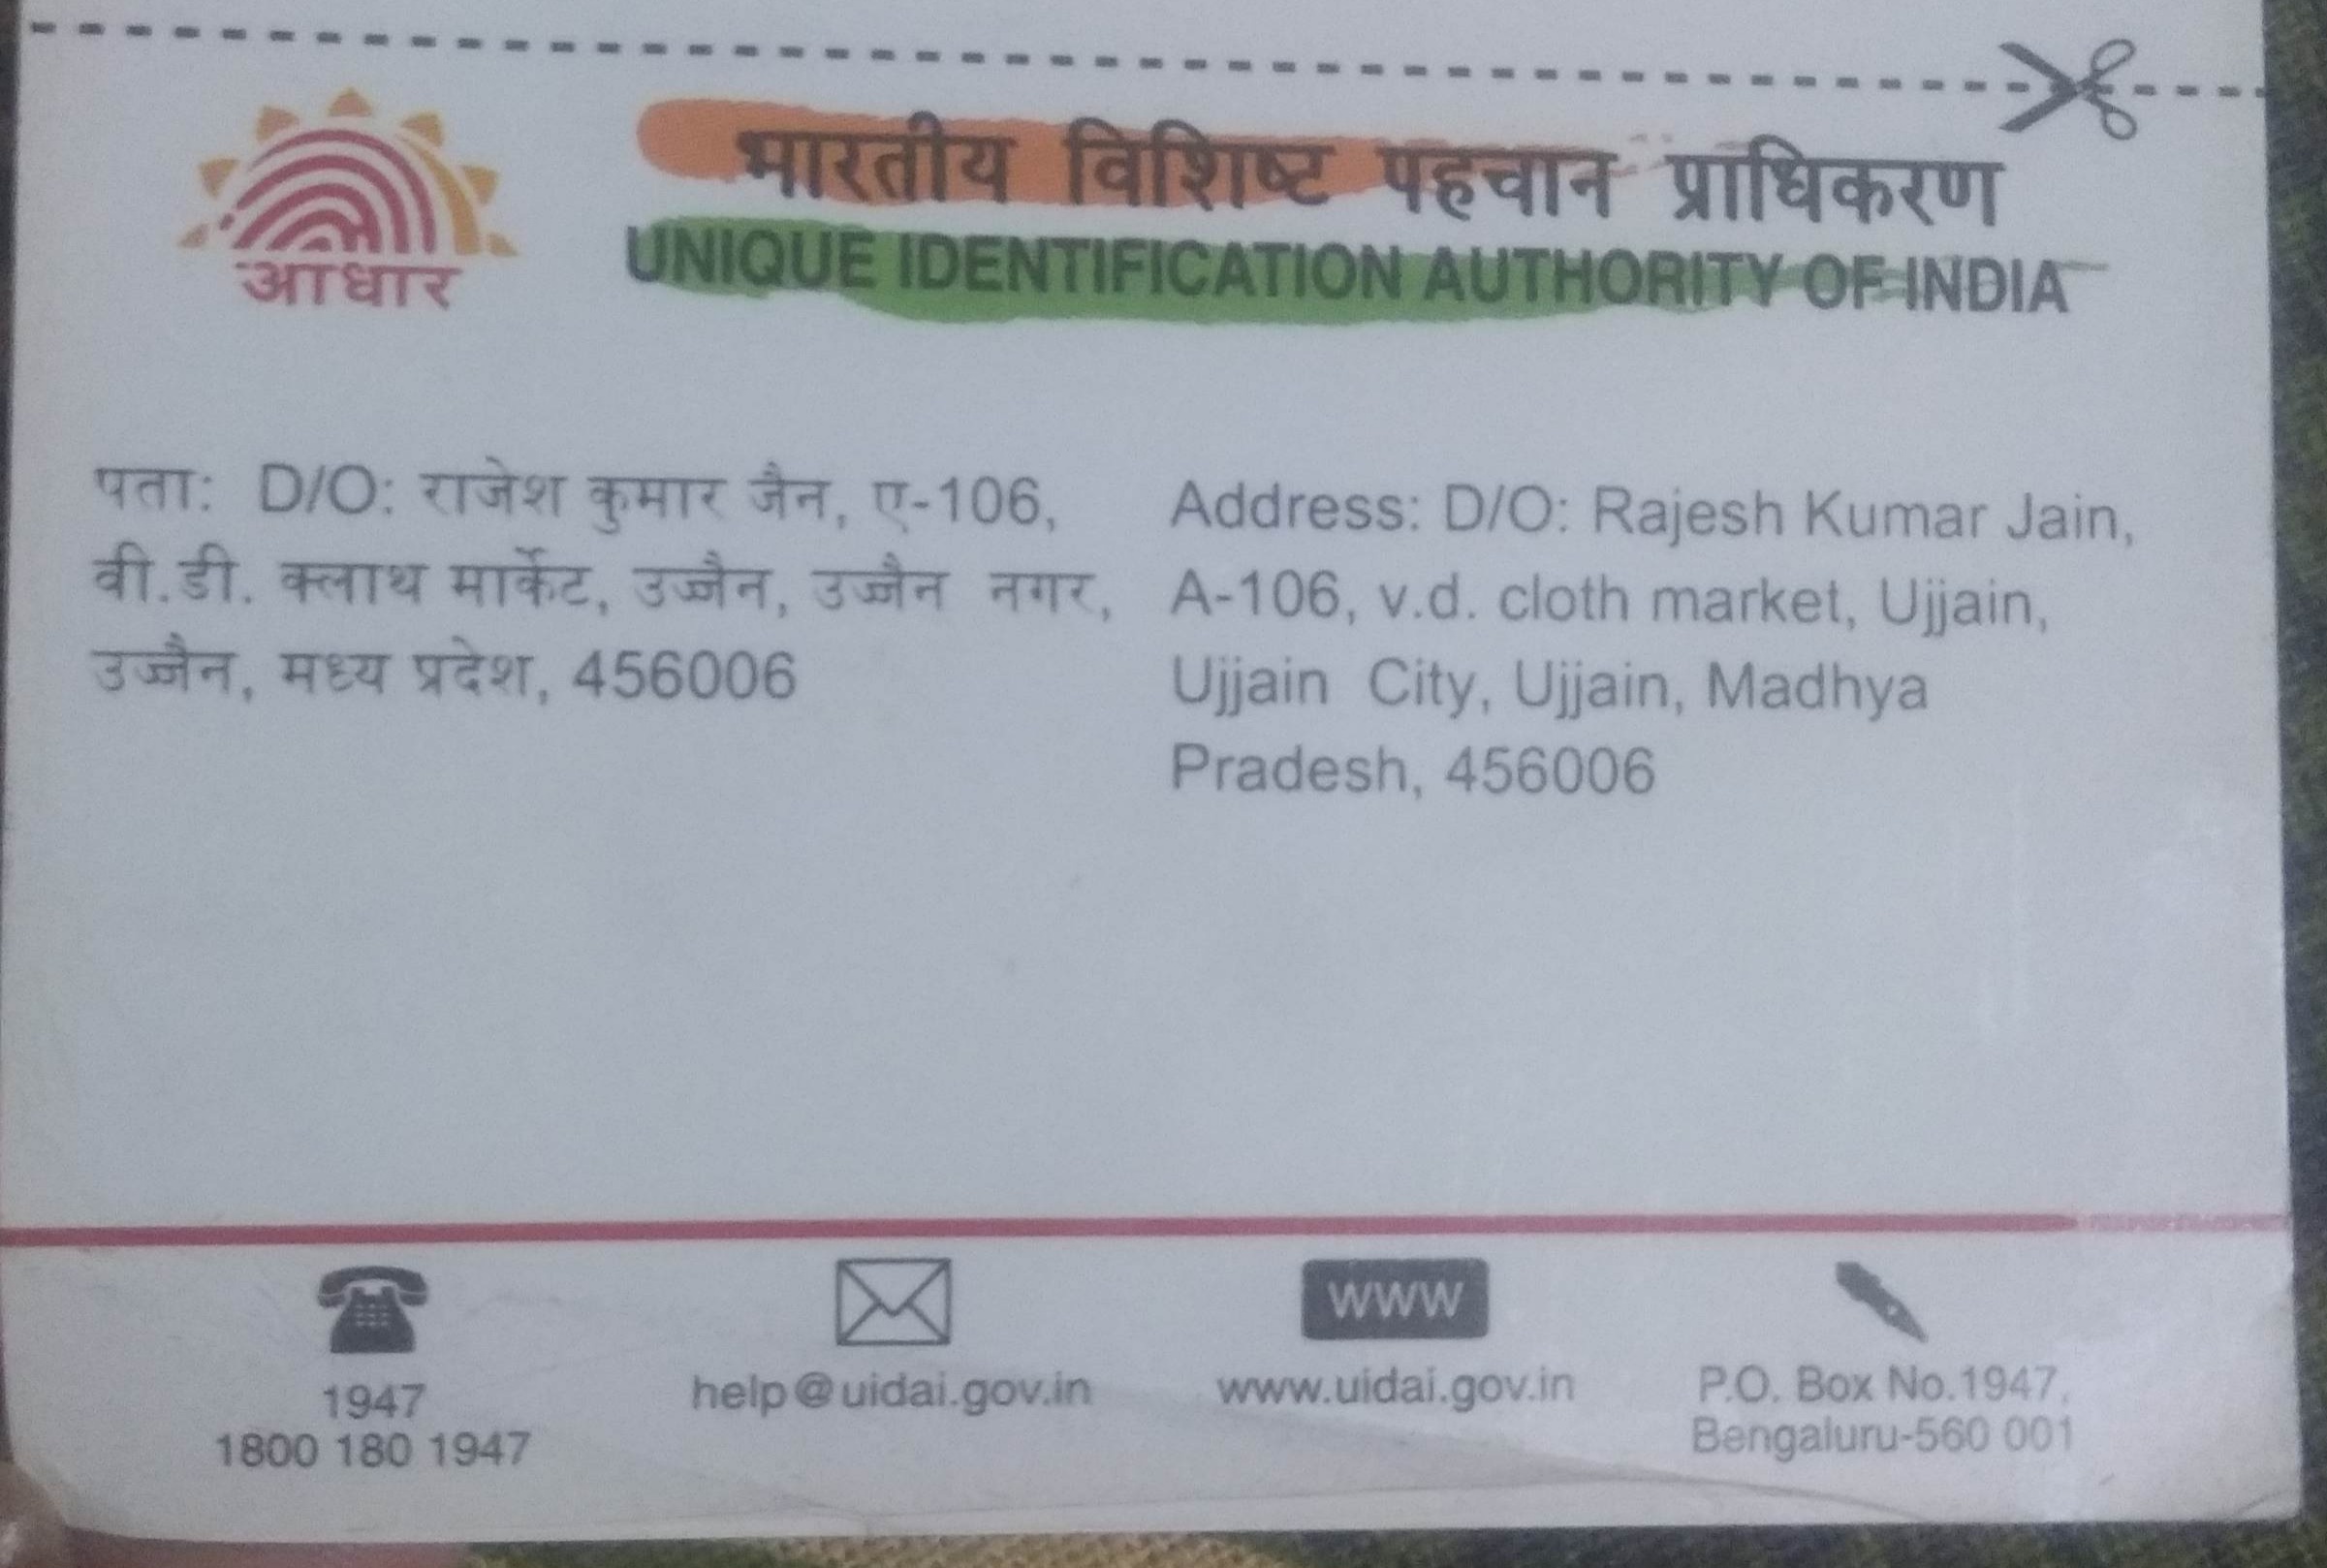 आधार
भारतीय विशिष्ट पहचान प्राधिकरण
UNIQUE IDENTIFICATION AUTHORITY OF INDIA
पता: D/O: राजेश कुमार जैन, ए-106,
वी.डी. क्लाथ मार्केट, उज्जैन, उज्जैन नगर,
उज्जैन, मध्य प्रदेश, 456006
Address: D/O: Rajesh Kumar Jain,
A-106, v.d. cloth market, Ujjain,
Ujjain City, Ujjain, Madhya
Pradesh, 456006
1947
1800 180 1947
help@uidai.gov.in
www
www.uidai.gov.in
P.O. Box No.1947,
Bengaluru-560 001